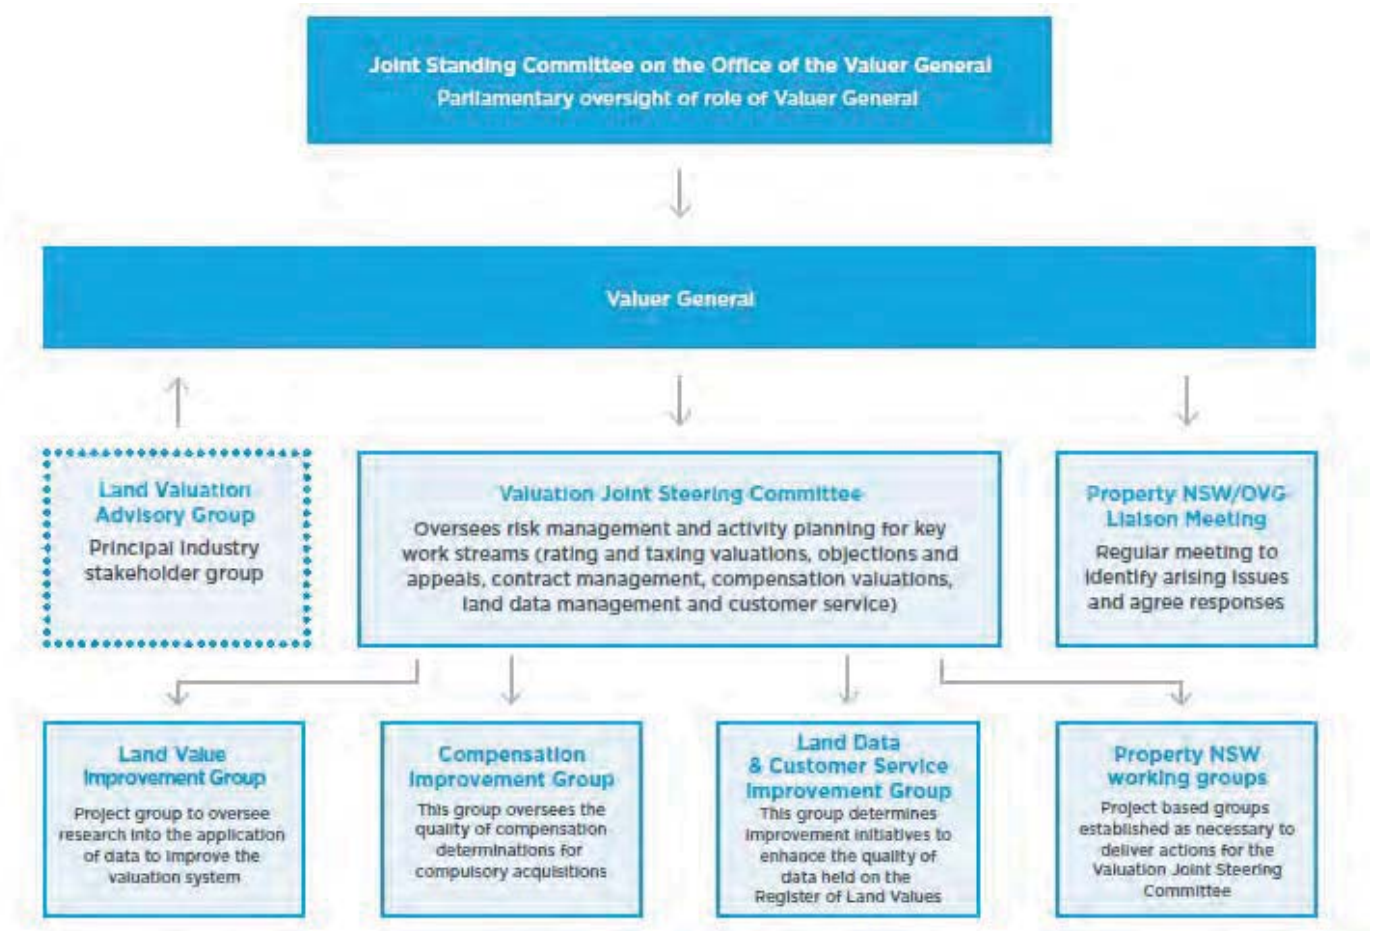 Joint Standing Committee on the Office of the Valuer General
Parliamentary oversight of role of Valuer General
Valuer General
Land Valuation
Advisory Group
Principal industry
stakeholder group
Valuation Joint Steering Committee
Oversees risk management and activity planning for key
work streams (rating and taxing valuations, objections and
appeals, contract management, compensation valuations,
land data management and customer service)
Property NSW/OVG
Liaison Meeting
Regular meeting to
identify arising issues
and agree responses
Land Value
Improvement Group
Project group to oversee
research into the application
of data to improve the
valuation system
Compensation
Improvement Group
This group oversees the
quality of compensation
determinations for
compulsory acquisitions
Land Data
& Customer Service
Improvement Group
This group determines
improvement initiatives to
enhance the quality of
data held on the
Register of Land Values
Property NSW
working groups
Project based groups
established as necessary to
deliver actions for the
Valuation Joint Steering
Committee